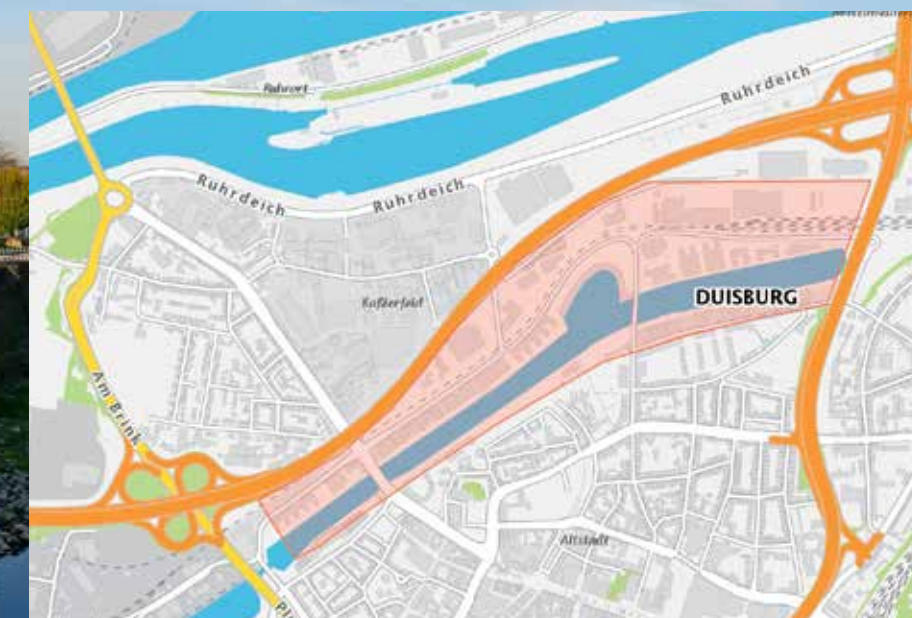 Ruhrort
Ruhrdeich
Ruhrdeich
Ruhrdeich
Kaßlerfeld
DUISBURG
Am Brink
Altstadt